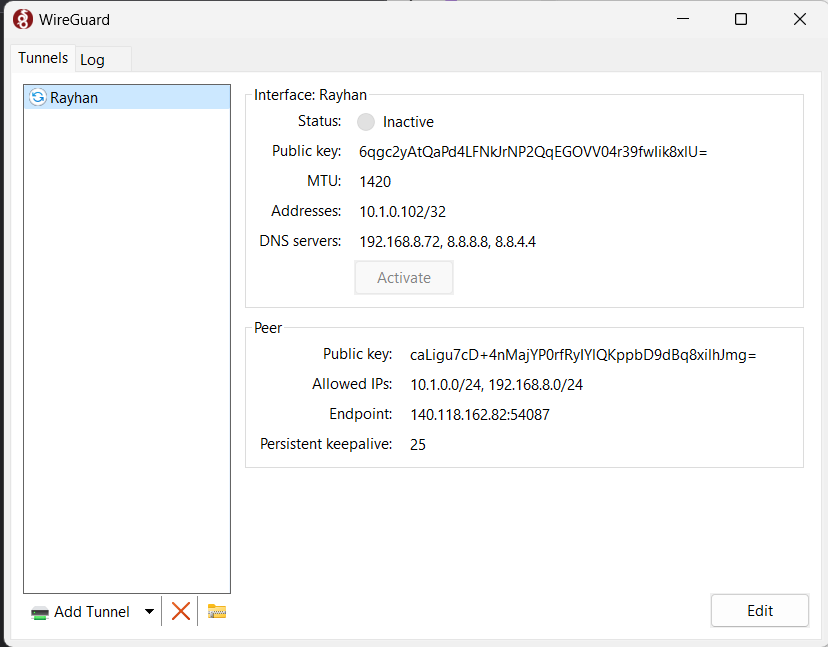 WireGuard
Tunnels
Log
Rayhan
Interface: Rayhan
Status: Inactive
Public key: 6qgc2yAtQaPd4LFNkJrNP2QqEGOVV04r39fwIik8xlU=
MTU: 1420
Addresses: 10.1.0.102/32
DNS servers: 192.168.8.72, 8.8.8.8, 8.8.4.4
Activate
Peer
Public key: caLigu7cD+4nMajYP0rfRylYlQKppbD9dBq8xilhJmg=
Allowed IPs: 10.1.0.0/24, 192.168.8.0/24
Endpoint: 140.118.162.82:54087
Persistent keepalive: 25
Add Tunnel
Edit